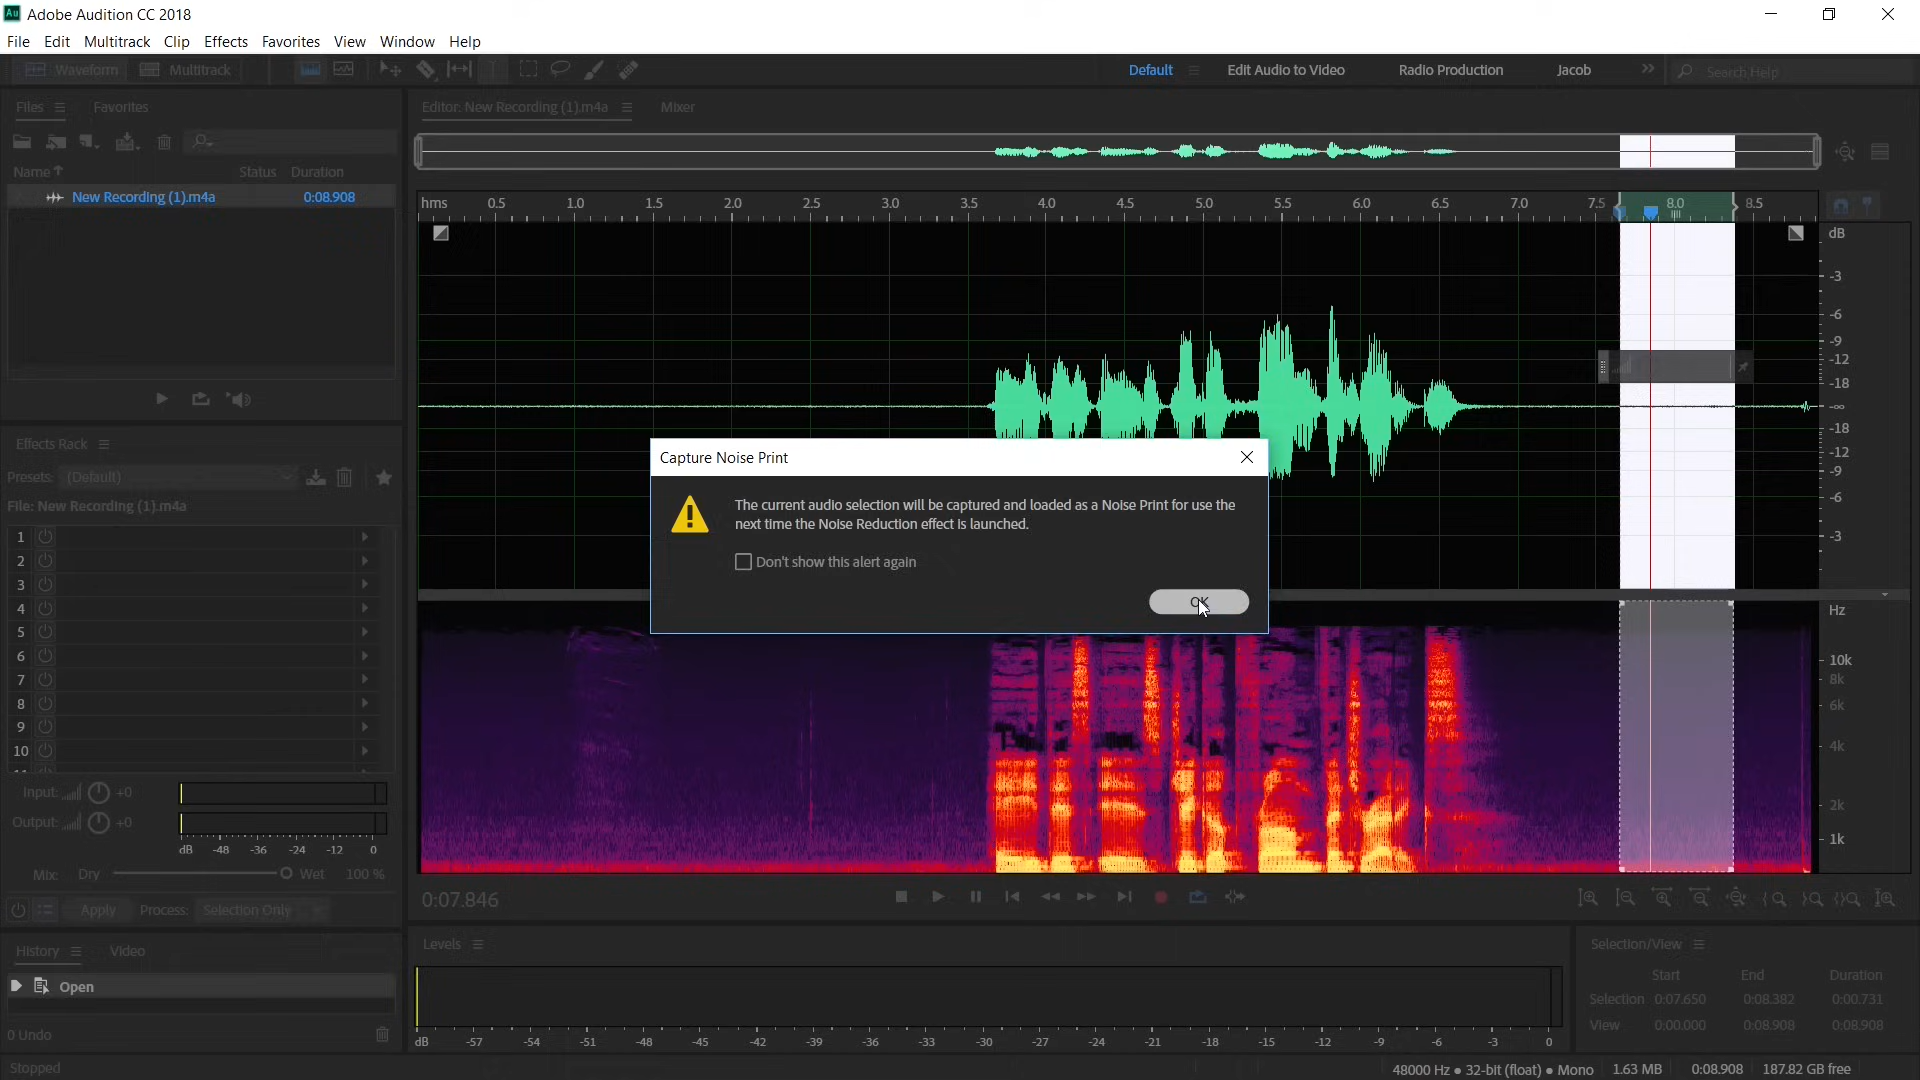 Au Adobe Audition CC 2018
File Edit Multitrack Clip Effects Favorites View Window Help
Waveform Multitrack
Default Edit Audio to Video Radio Production Jacob Search Help
Files Favorites
Editor: New Recording (1).m4a Mixer
Name Status Duration
New Recording (1).m4a 0:08.908
hms 0.5 1.0 1.5 2.0 2.5 3.0 3.5 4.0 4.5 5.0 5.5 6.0 6.5 7.0 7.5 8.0 8.5
dB
-3
-6
-9
-12
-18
-∞
-18
-12
-9
-6
-3
Effects Rack
Presets: (Default)
File: New Recording (1).m4a
1
2
3
4
5
6
7
8
9
10
Capture Noise Print
The current audio selection will be captured and loaded as a Noise Print for use the
next time the Noise Reduction effect is launched.
Don't show this alert again
OK
Hz
10k
8k
6k
4k
2k
1k
Input: +0
Output: +0
dB -48 -36 -24 -12 0
Mix: Dry Wet 100 %
Apply Process: Selection Only
0:07.846
History Video
Open
0 Undo
Stopped
Levels
dB -57 -54 -51 -48 -45 -42 -39 -36 -33 -30 -27 -24 -21 -18 -15 -12 -9 -6 -3 0
Selection/View
Start End Duration
Selection 0:07.650 0:08.382 0:00.731
View 0:00.000 0:08.908 0:08.908
48000 Hz • 32-bit (float) • Mono 1.63 MB 0:08.908 187.82 GB free